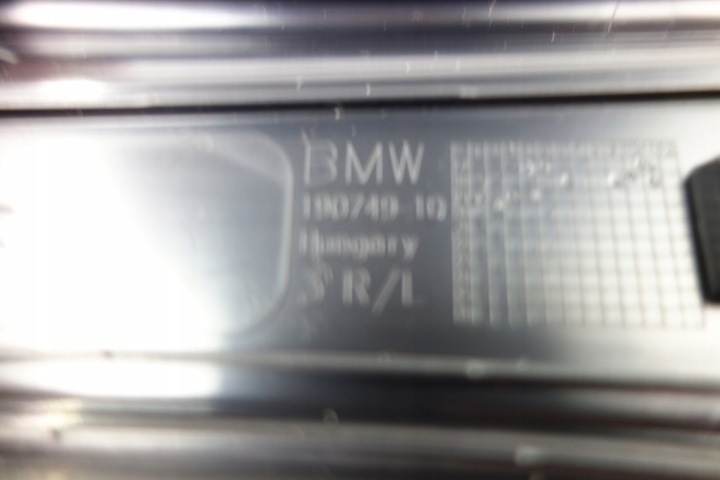 BMW
190749-10
Hungary
3' R/L